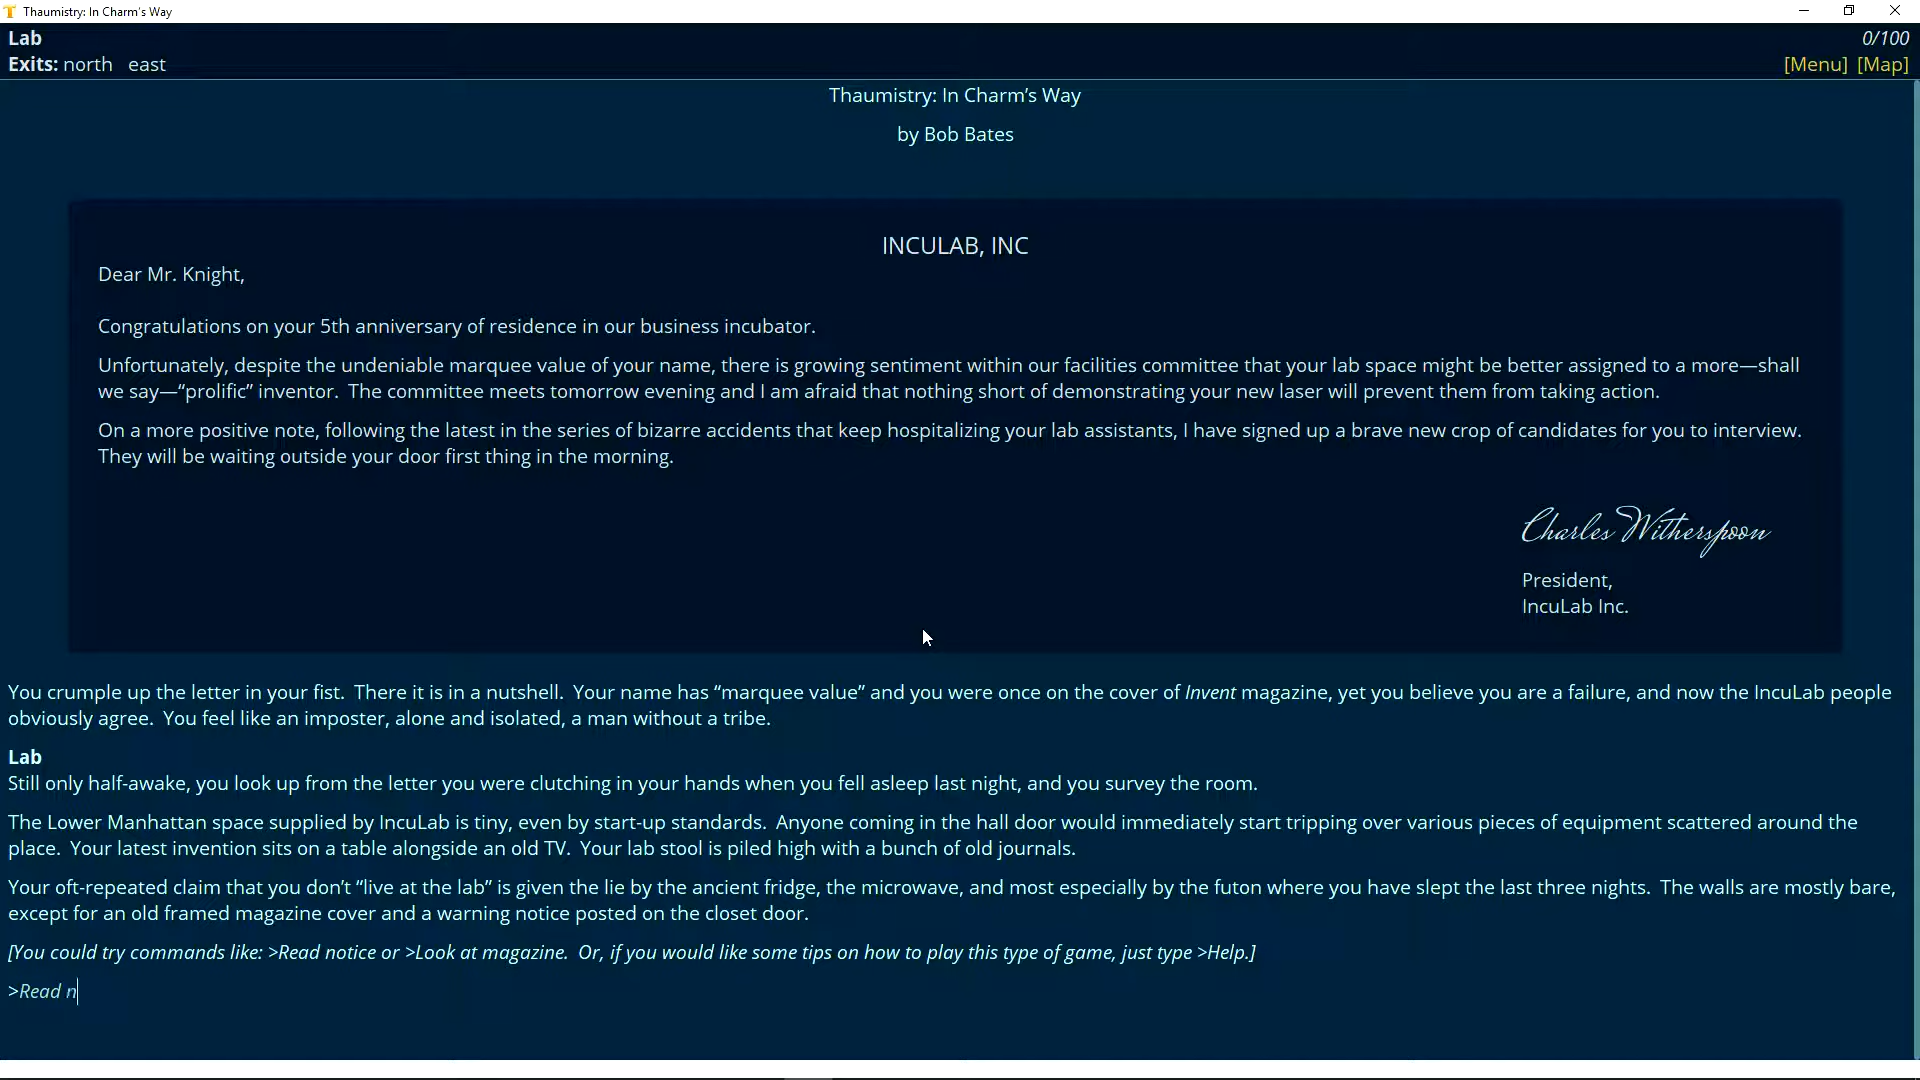 Thaumistry: In Charm's Way
Lab
0/100
Exits: north east
[Menu] [Map]
Thaumistry: In Charm’s Way
by Bob Bates
INCULAB, INC
Dear Mr. Knight,
Congratulations on your 5th anniversary of residence in our business incubator.
Unfortunately, despite the undeniable marquee value of your name, there is growing sentiment within our facilities committee that your lab space might be better assigned to a more—shall
we say—“prolific” inventor. The committee meets tomorrow evening and I am afraid that nothing short of demonstrating your new laser will prevent them from taking action.
On a more positive note, following the latest in the series of bizarre accidents that keep hospitalizing your lab assistants, I have signed up a brave new crop of candidates for you to interview.
They will be waiting outside your door first thing in the morning.
Charles Witherspoon
President,
IncuLab Inc.
You crumple up the letter in your fist. There it is in a nutshell. Your name has “marquee value” and you were once on the cover of Invent magazine, yet you believe you are a failure, and now the IncuLab people
obviously agree. You feel like an imposter, alone and isolated, a man without a tribe.
Lab
Still only half-awake, you look up from the letter you were clutching in your hands when you fell asleep last night, and you survey the room.
The Lower Manhattan space supplied by IncuLab is tiny, even by start-up standards. Anyone coming in the hall door would immediately start tripping over various pieces of equipment scattered around the
place. Your latest invention sits on a table alongside an old TV. Your lab stool is piled high with a bunch of old journals.
Your oft-repeated claim that you don’t “live at the lab” is given the lie by the ancient fridge, the microwave, and most especially by the futon where you have slept the last three nights. The walls are mostly bare,
except for an old framed magazine cover and a warning notice posted on the closet door.
[You could try commands like: >Read notice or >Look at magazine. Or, if you would like some tips on how to play this type of game, just type >Help.]
>Read n